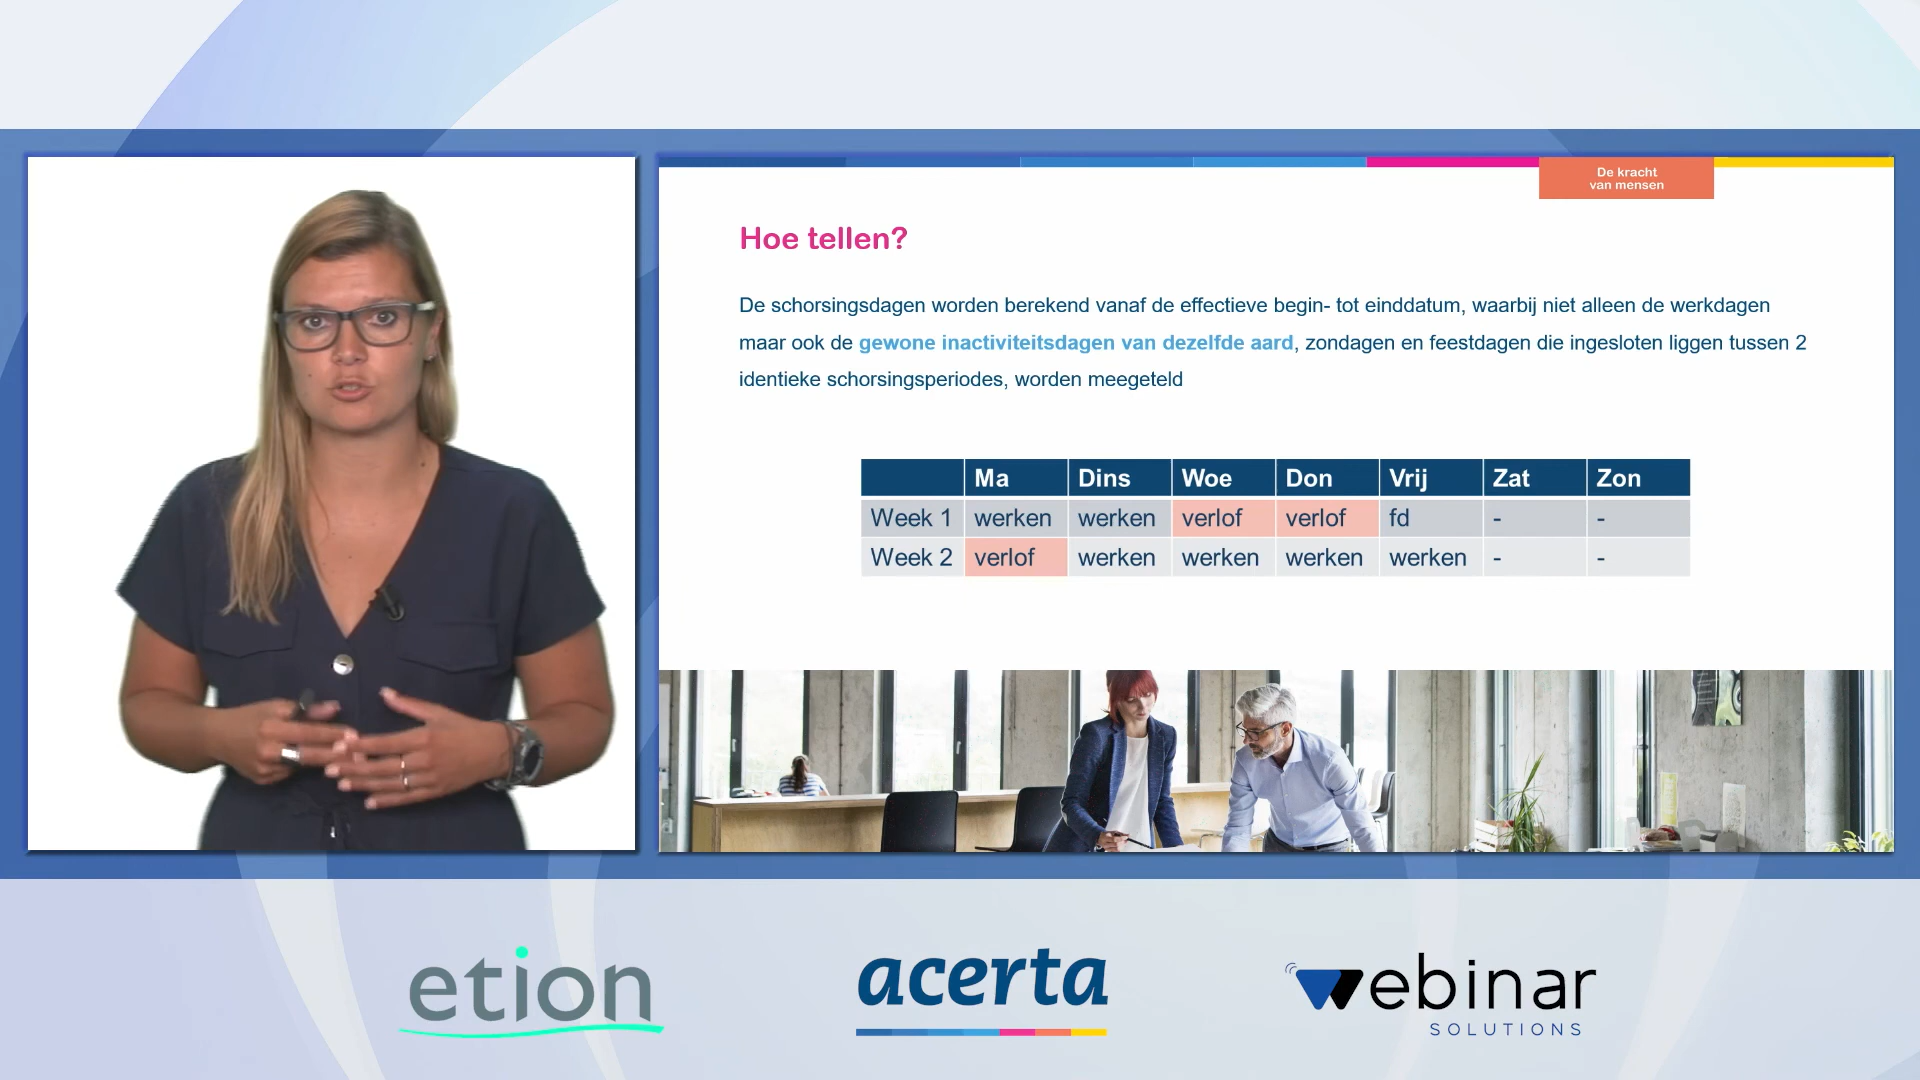 De kracht
van mensen
Hoe tellen?
De schorsingsdagen worden berekend vanaf de effectieve begin- tot einddatum, waarbij niet alleen de werkdagen
maar ook de gewone inactiviteitsdagen van dezelfde aard, zondagen en feestdagen die ingesloten liggen tussen 2
identieke schorsingsperiodes, worden meegeteld
Ma Dins Woe Don Vrij Zat Zon
Week 1 werken werken verlof verlof fd - -
Week 2 verlof werken werken werken werken - -
etion
acerta
Webinar
SOLUTIONS